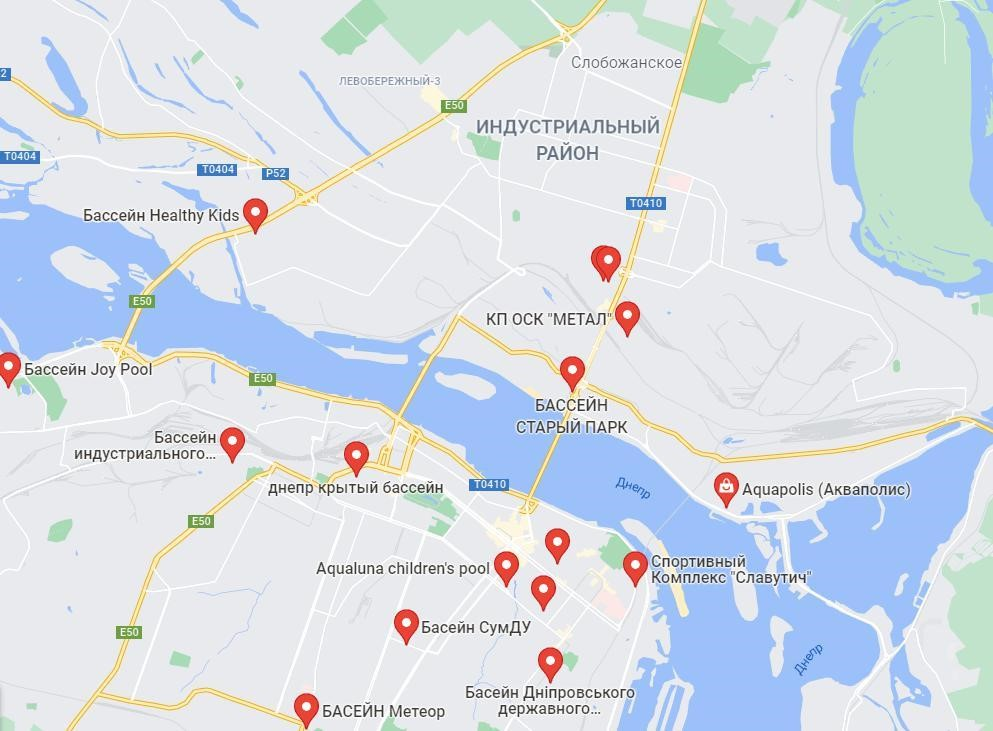 Слобожанское
ЛЕВОБЕРЕЖНЫЙ-3
2
E50
ИНДУСТРИАЛЬНЫЙ
РАЙОН
T0404
T0404
P52
T0410
Бассейн Healthy Kids
E50
КП ОСК "МЕТАЛ"
Бассейн Joy Pool
E50
БАССЕЙН
СТАРЫЙ ПАРК
Бассейн
индустриального...
днепр крытый бассейн
T0410
Днепр
Aquapolis (Акваполис)
E50
Aqualuna children's pool
Спортивный
Комплекс "Славутич"
Басейн СумДУ
E50
Днепр
Басейн Дніпровського
державного...
БАСЕЙН Метеор